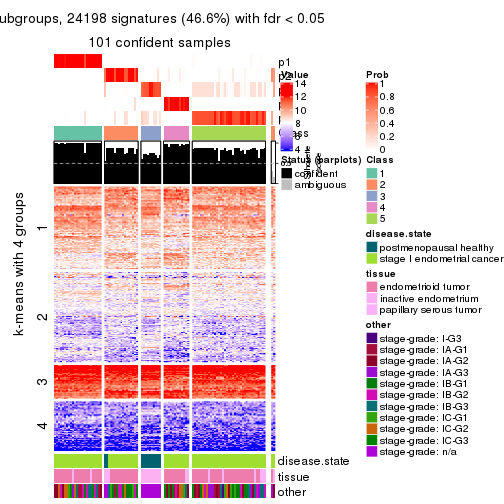 ubgroups, 24198 signatures (46.6%) with fdr < 0.05
101 confident samples
p1
p2
Value
14
12
10
8
6
4
Status (barplots)
confident
ambiguous
k-means with 4 groups
1
2
3
4
disease.state
tissue
other
Prob
1
0.8
0.6
0.4
0.2
0
Class
1
2
3
4
5
disease.state
postmenopausal healthy
stage I endometrial cancer
tissue
endometrioid tumor
inactive endometrium
papillary serous tumor
other
stage-grade: I-G3
stage-grade: IA-G1
stage-grade: IA-G2
stage-grade: IA-G3
stage-grade: IB-G1
stage-grade: IB-G2
stage-grade: IB-G3
stage-grade: IC-G1
stage-grade: IC-G2
stage-grade: IC-G3
stage-grade: n/a